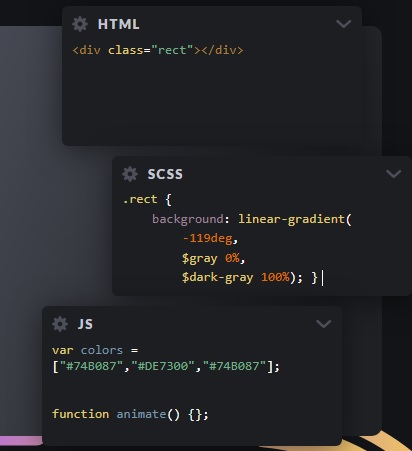 HTML
<div class="rect"></div>
SCSS
.rect {
background: linear-gradient(
-119deg,
$gray 0%,
$dark-gray 100%); }
JS
var colors =
["#74B087","#DE7300","#74B087"];
function animate() {};